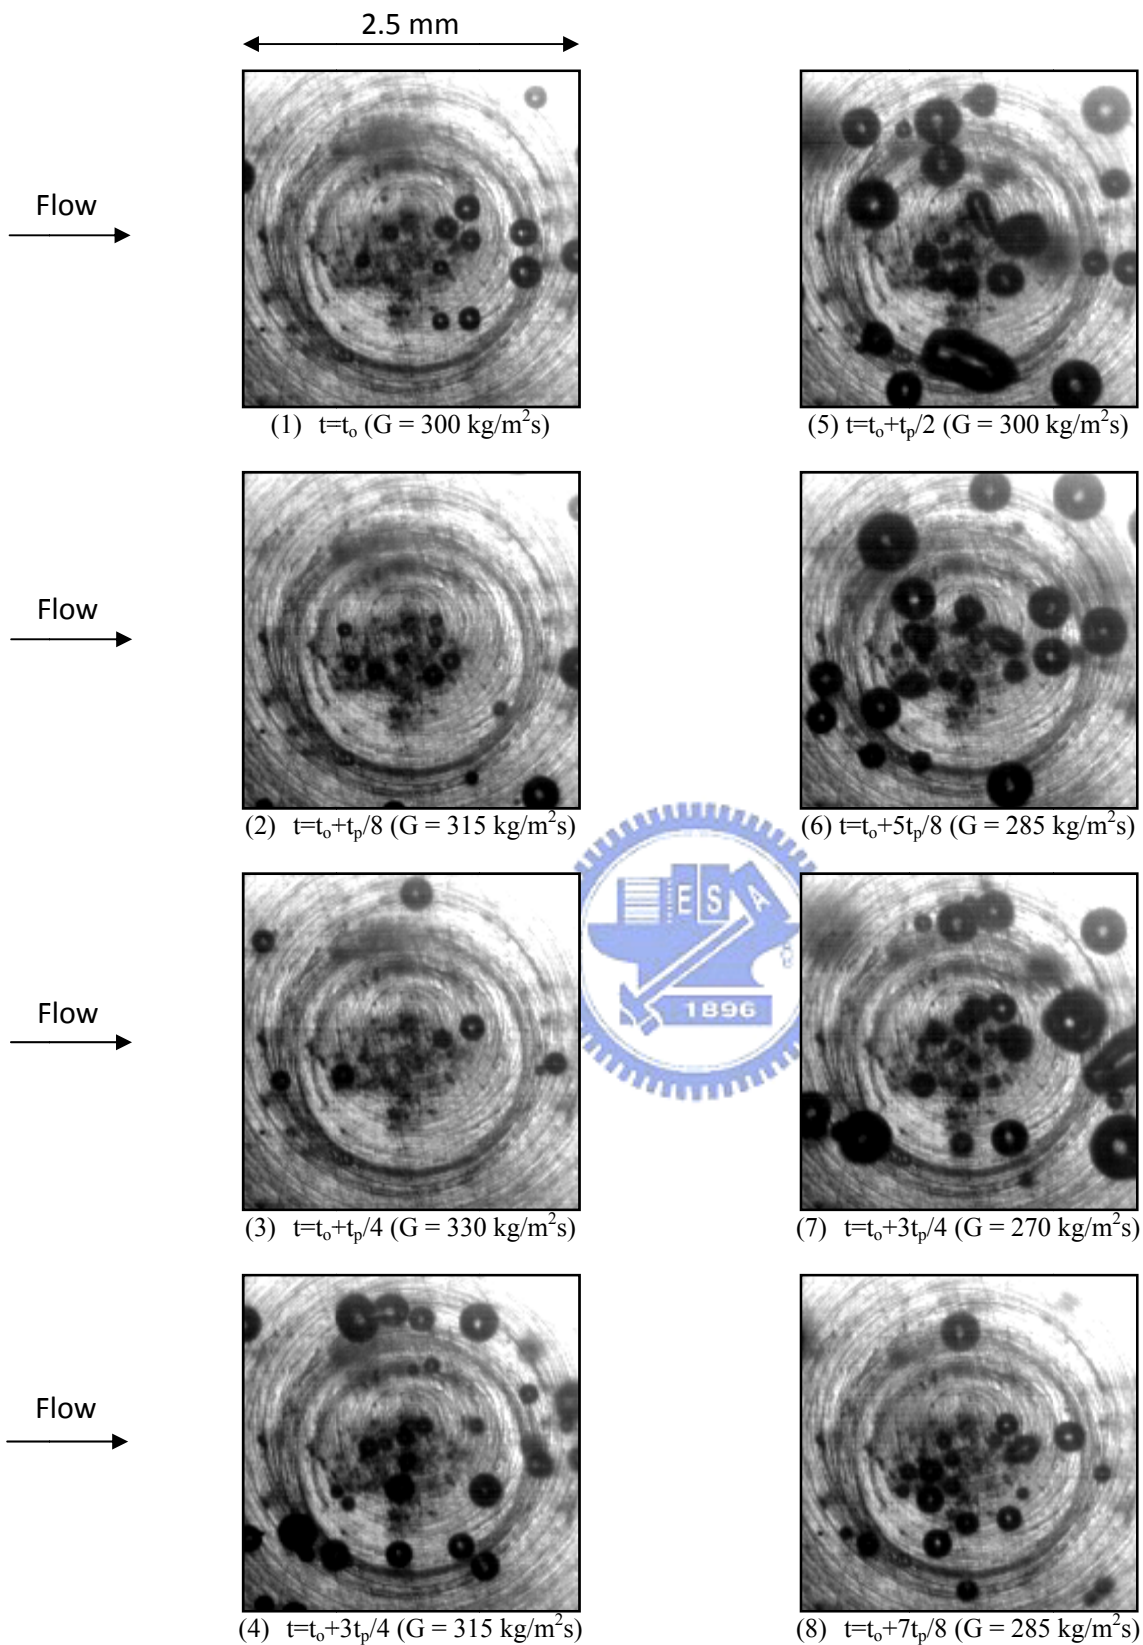 2.5 mm
Flow
(1) t=tₒ (G = 300 kg/m²s)
(5) t=tₒ+tₚ/2 (G = 300 kg/m²s)
Flow
(2) t=tₒ+tₚ/8 (G = 315 kg/m²s)
(6) t=tₒ+5tₚ/8 (G = 285 kg/m²s)
E S A
1896
Flow
(3) t=tₒ+tₚ/4 (G = 330 kg/m²s)
(7) t=tₒ+3tₚ/4 (G = 270 kg/m²s)
Flow
(4) t=tₒ+3tₚ/4 (G = 315 kg/m²s)
(8) t=tₒ+7tₚ/8 (G = 285 kg/m²s)